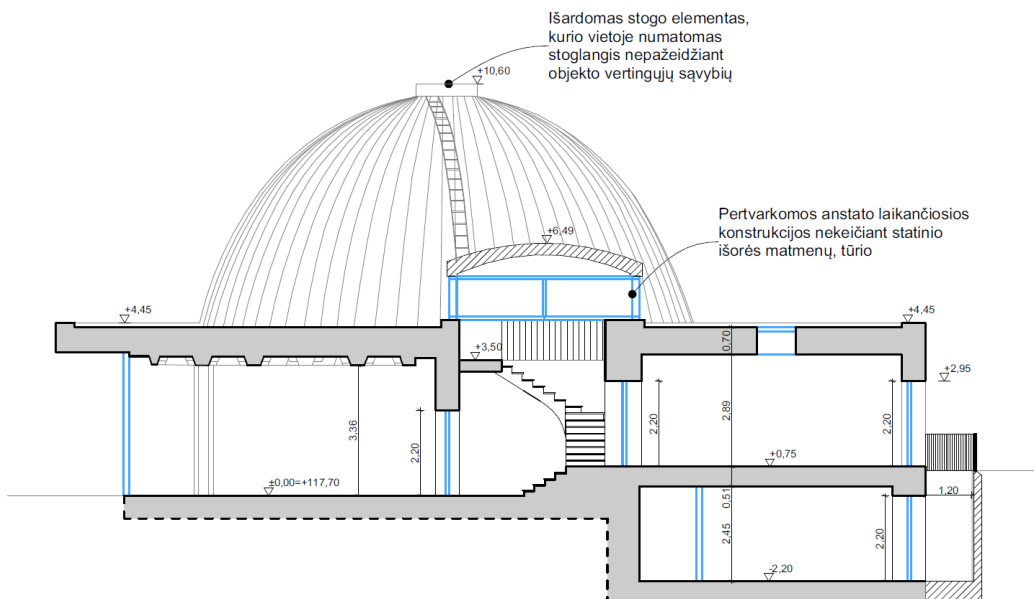 Išardomas stogo elementas,
kurio vietoje numatomas
stoglangis nepažeidžiant
objekto vertingųjų sąvybių
+10,60
Pertvarkomos anstato laikančiosios
konstrukcijos nekeičiant statinio
išorės matmenų, tūrio
+6,49
+4,45
+4,45
0,70
+3,50
+2,95
3,36
2,20
2,20
2,89
2,20
+0,75
±0,00=+117,70
0,51
1,20
2,45
2,20
-2,20